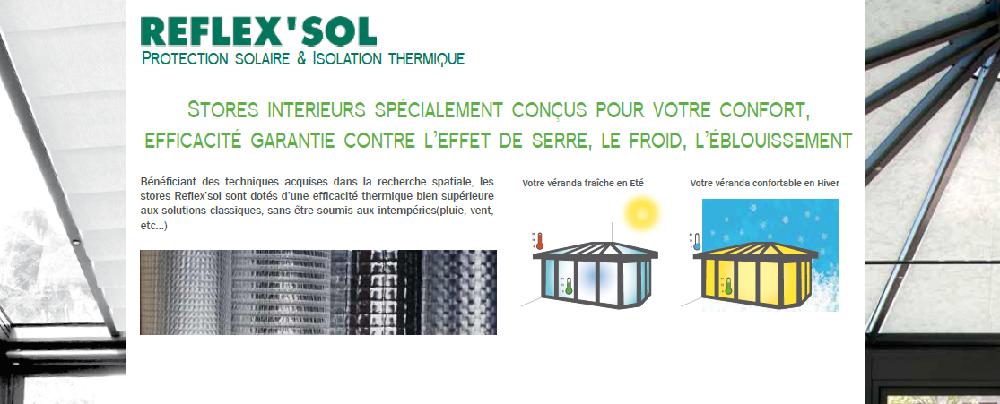 REFLEX'SOL
PROTECTION SOLAIRE & ISOLATION THERMIQUE
STORES INTÉRIEURS SPÉCIALEMENT CONÇUS POUR VOTRE CONFORT,
EFFICACITÉ GARANTIE CONTRE L'EFFET DE SERRE, LE FROID, L'ÉBLOUISSEMENT
Bénéficiant des techniques acquises dans la recherche spatiale, les
stores Reflex'sol sont dotés d'une efficacité thermique bien supérieure
aux solutions classiques, sans être soumis aux intempéries(pluie, vent,
etc...)
Votre véranda fraîche en Eté
Votre véranda confortable en Hiver